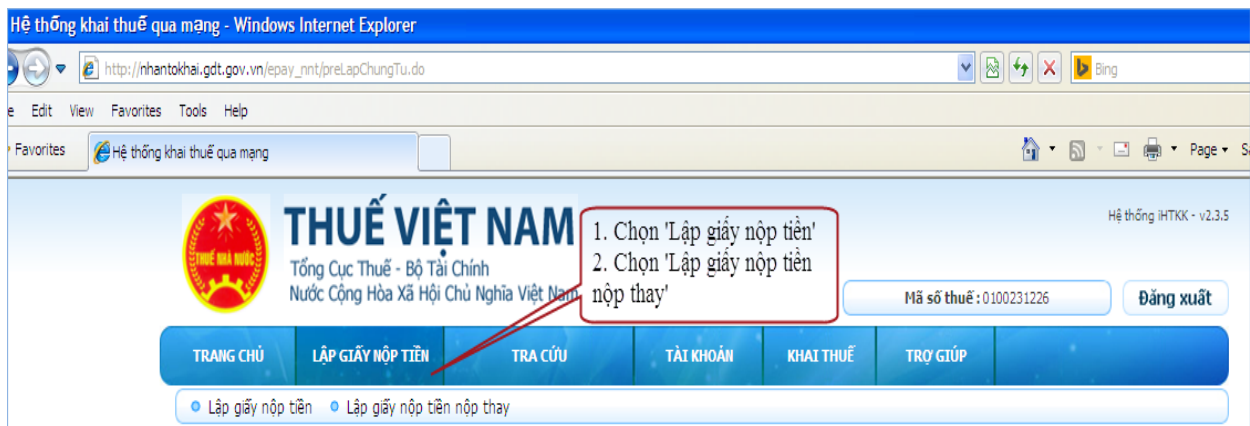 Hệ thống khai thuế qua mạng - Windows Internet Explorer
http://nhantokhai.gdt.gov.vn/epay_nnt/preLapChungTu.do
Bing
Edit View Favorites Tools Help
Favorites
Hệ thống khai thuế qua mạng
Page
THUẾ NHÀ NƯỚC
THUẾ VIỆT NAM
Tổng Cục Thuế - Bộ Tài Chính
Nước Cộng Hòa Xã Hội Chủ Nghĩa Việt Nam
1. Chọn 'Lập giấy nộp tiền'
2. Chọn 'Lập giấy nộp tiền
nộp thay'
Hệ thống iHTKK - v2.3.5
Mã số thuế : 0100231226
Đăng xuất
TRANG CHỦ LẬP GIẤY NỘP TIỀN TRA CỨU TÀI KHOẢN KHAI THUẾ TRỢ GIÚP
Lập giấy nộp tiền Lập giấy nộp tiền nộp thay